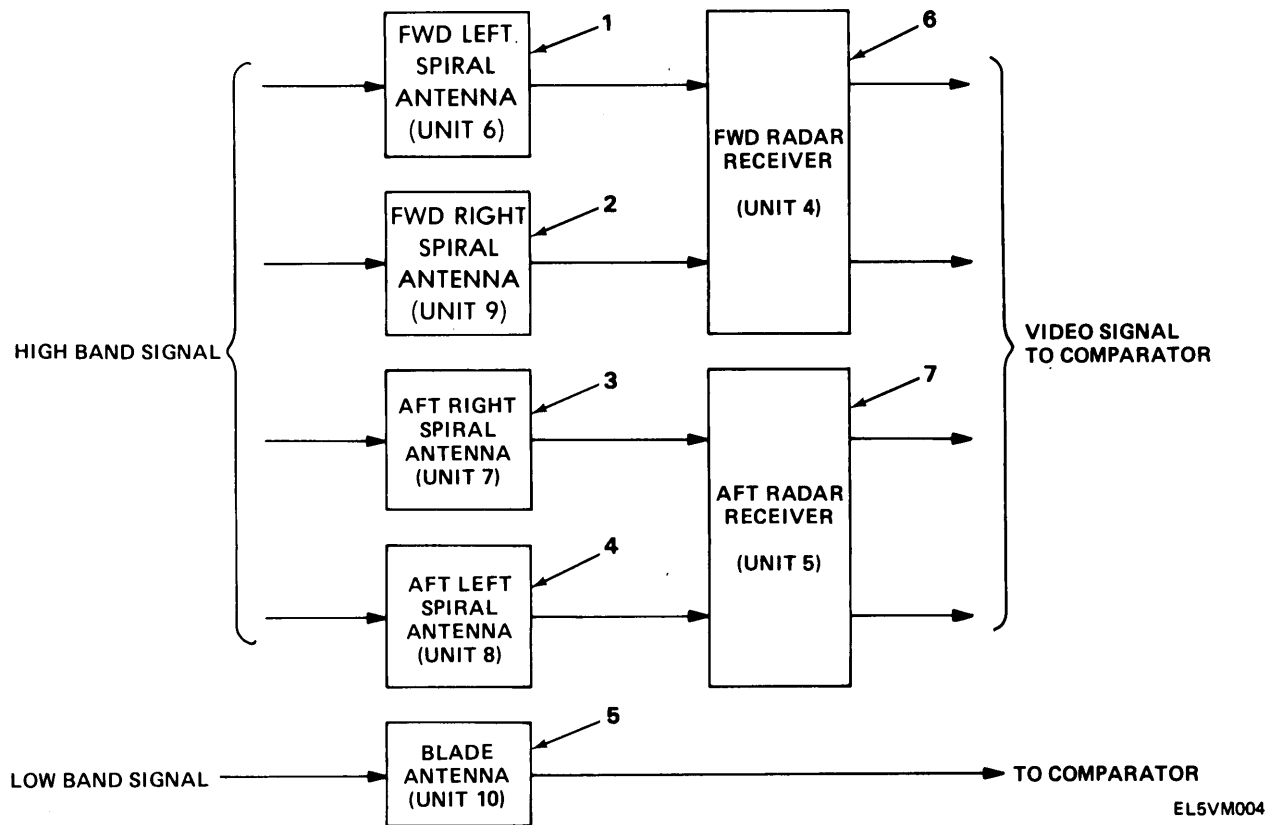 FWD LEFT
SPIRAL
ANTENNA
(UNIT 6)
1
FWD RADAR
RECEIVER
(UNIT 4)
6
FWD RIGHT
SPIRAL
ANTENNA
(UNIT 9)
2
HIGH BAND SIGNAL
VIDEO SIGNAL
TO COMPARATOR
AFT RIGHT
SPIRAL
ANTENNA
(UNIT 7)
3
AFT RADAR
RECEIVER
(UNIT 5)
7
AFT LEFT
SPIRAL
ANTENNA
(UNIT 8)
4
LOW BAND SIGNAL
BLADE
ANTENNA
(UNIT 10)
5
TO COMPARATOR
EL5VM004